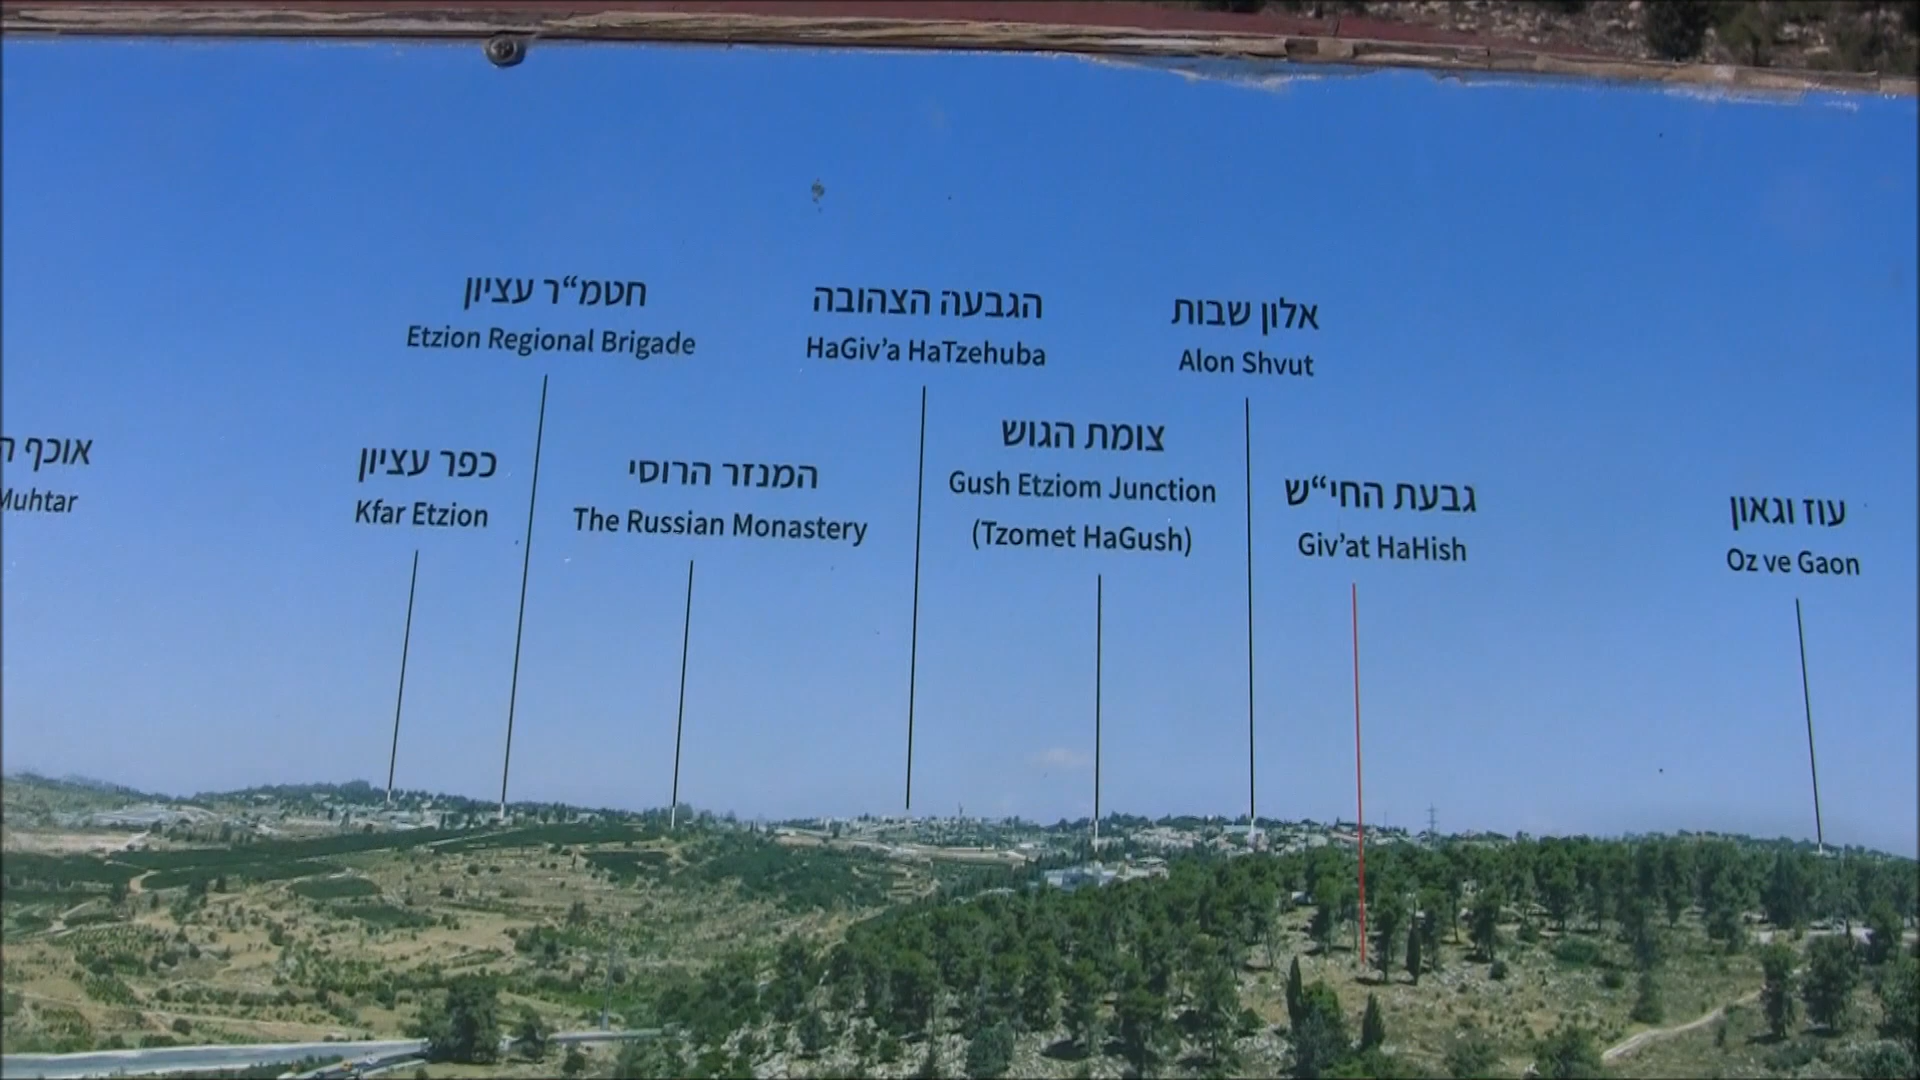 חטמ“ר עציון
Etzion Regional Brigade
הגבעה הצהובה
HaGiv’a HaTzehuba
אלון שבות
Alon Shvut
אוכף ה
Muhtar
כפר עציון
Kfar Etzion
המנזר הרוסי
The Russian Monastery
צומת הגוש
Gush Etziom Junction
(Tzomet HaGush)
גבעת החי“ש
Giv’at HaHish
עוז וגאון
Oz ve Gaon